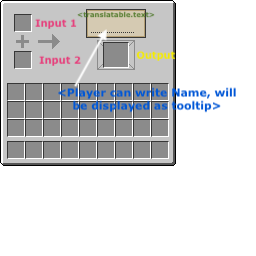 <translatable.text>
Input 1
Output
Input 2
<Player can write Name, will
be displayed as tooltip>